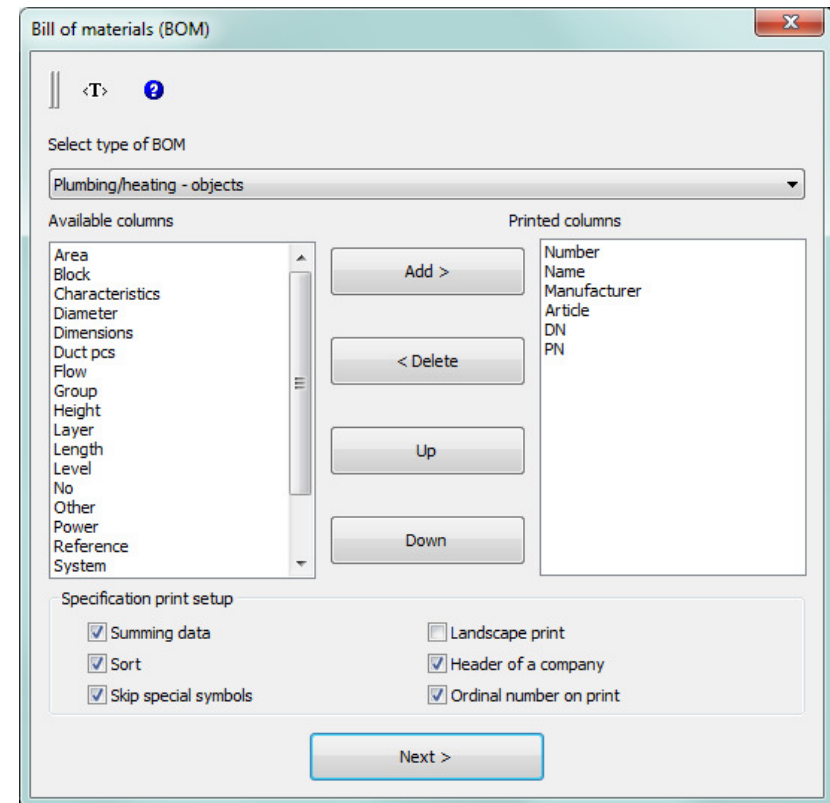 Bill of materials (BOM)
<T>
Select type of BOM
Plumbing/heating - objects
Available columns
Printed columns
Area
Block
Characteristics
Diameter
Dimensions
Duct pcs
Flow
Group
Height
Layer
Length
Level
No
Other
Power
Reference
System
Add >
< Delete
Up
Down
Number
Name
Manufacturer
Article
DN
PN
Specification print setup
Summing data
Landscape print
Sort
Header of a company
Skip special symbols
Ordinal number on print
Next >